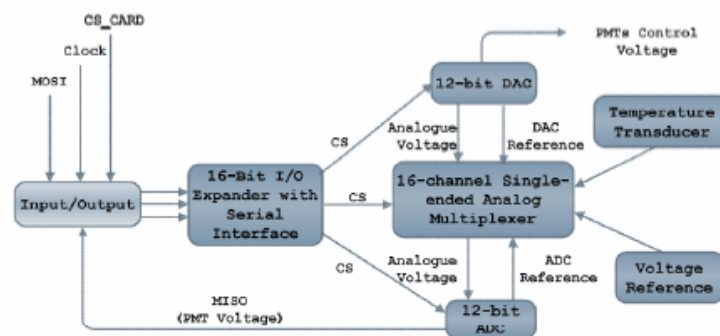 CS_CARD
Clock
MOSI
PMTs Control
Voltage
12-bit DAC
CS
Analogue
Voltage
DAC
Reference
Temperature
Transducer
Input/Output
16-Bit I/O
Expander with
Serial
Interface
CS
16-channel Single-
ended Analog
Multiplexer
CS
Analogue
Voltage
ADC
Reference
Voltage
Reference
MISO
(PMT Voltage)
12-bit
ADC